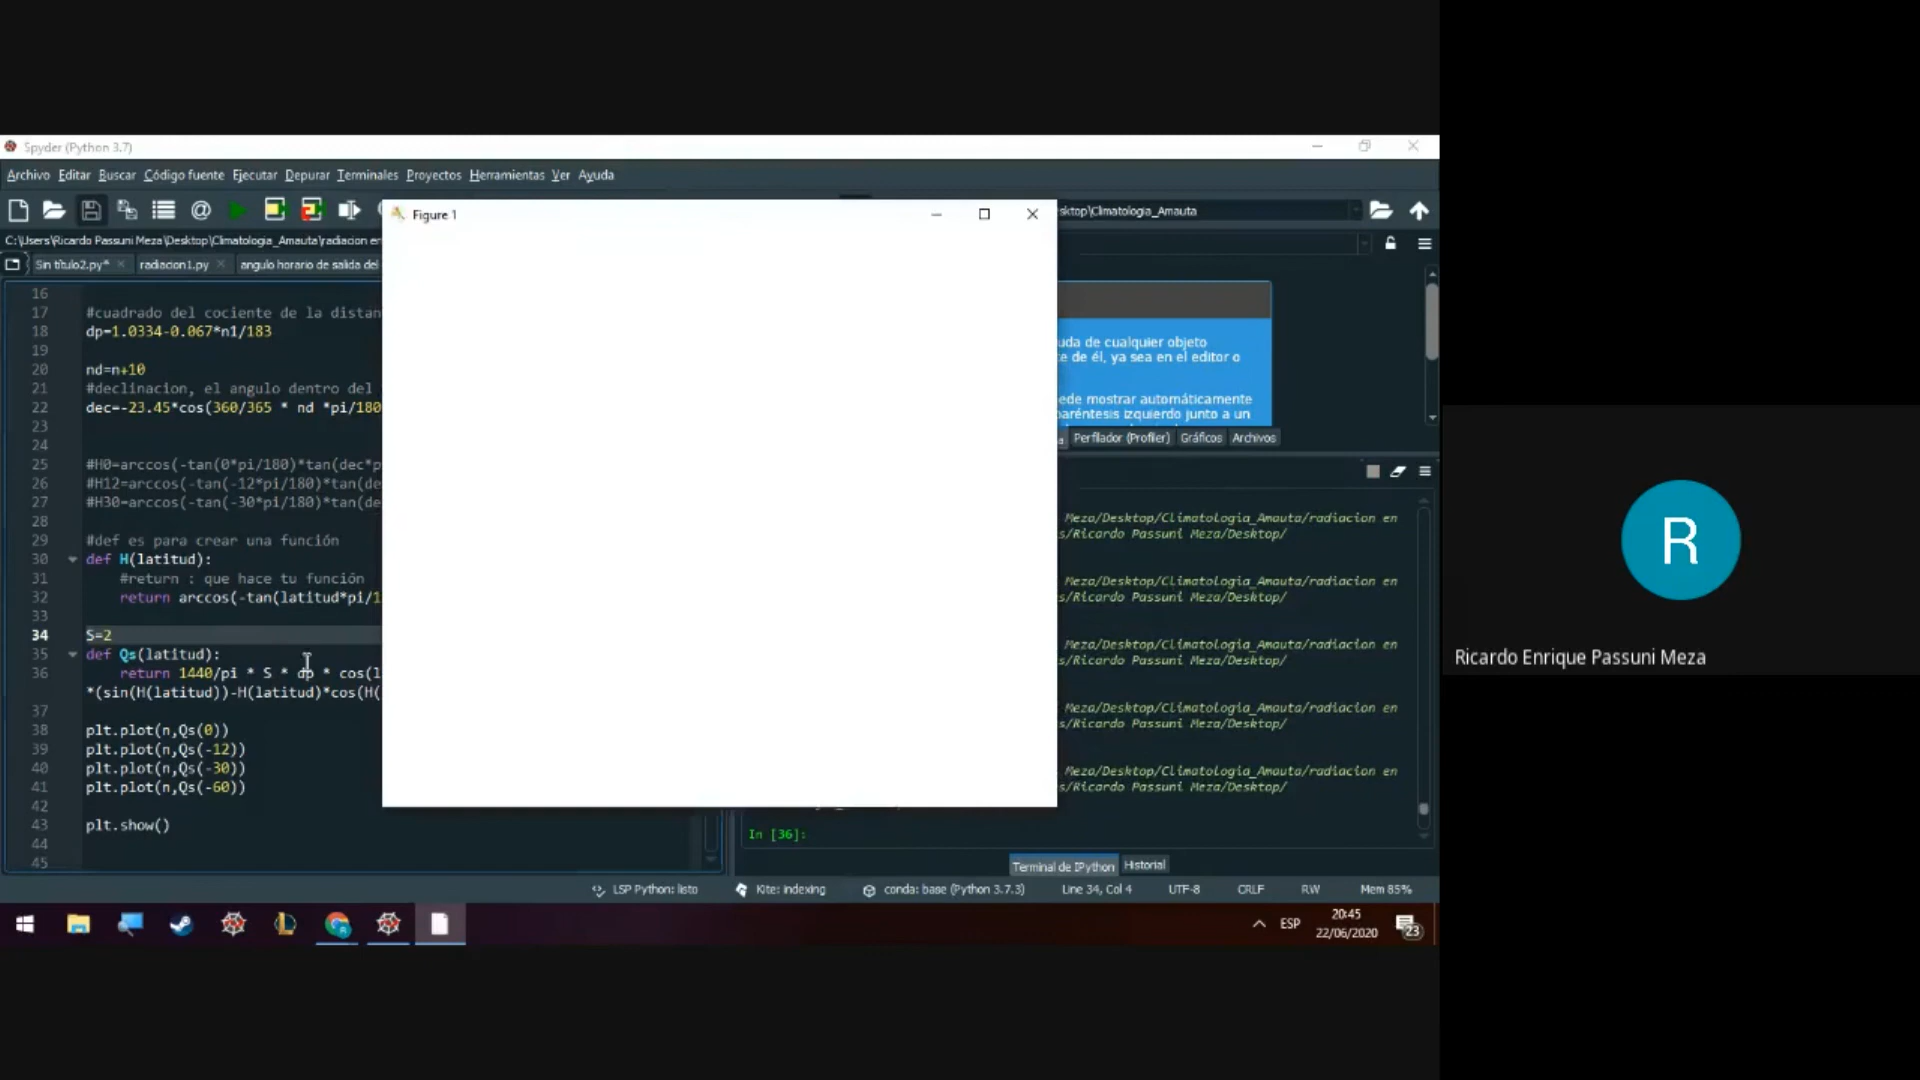 Spyder (Python 3.7)
Archivo Editar Buscar Código fuente Ejecutar Depurar Terminales Proyectos Herramientas Ver Ayuda
sktop\Climatologia_Amauta
C:\Users\Ricardo Passuni Meza\Desktop\Climatologia_Amauta\radiacion en
Sin título2.py* radiacion1.py angulo horario de salida del
Figure 1
16
17 #cuadrado del cociente de la distan
18 dp=1.0334-0.067*n1/183
19
20 nd=n+10
21 #declinacion, el angulo dentro del
22 dec=-23.45*cos(360/365 * nd *pi/180
23
24
25 #H0=arccos(-tan(0*pi/180)*tan(dec*p
26 #H12=arccos(-tan(-12*pi/180)*tan(de
27 #H30=arccos(-tan(-30*pi/180)*tan(de
28
29 #def es para crear una función
30 def H(latitud):
31 #return : que hace tu función
32 return arccos(-tan(latitud*pi/1
33
34 S=2
35 def Qs(latitud):
36 return 1440/pi * S * dp * cos(l
*(sin(H(latitud))-H(latitud)*cos(H(
37
38 plt.plot(n,Qs(0))
39 plt.plot(n,Qs(-12))
40 plt.plot(n,Qs(-30))
41 plt.plot(n,Qs(-60))
42
43 plt.show()
44
45
uda de cualquier objeto
e de él, ya sea en el editor o
ede mostrar automáticamente
paréntesis izquierdo junto a un
a Perfilador (Profiler) Gráficos Archivos
Meza/Desktop/Climatologia_Amauta/radiacion en
s/Ricardo Passuni Meza/Desktop/
Meza/Desktop/Climatologia_Amauta/radiacion en
s/Ricardo Passuni Meza/Desktop/
Meza/Desktop/Climatologia_Amauta/radiacion en
s/Ricardo Passuni Meza/Desktop/
Meza/Desktop/Climatologia_Amauta/radiacion en
s/Ricardo Passuni Meza/Desktop/
Meza/Desktop/Climatologia_Amauta/radiacion en
s/Ricardo Passuni Meza/Desktop/
In [36]:
Terminal de IPython Historial
LSP Python: listo Kite: indexing conda: base (Python 3.7.3) Line 34, Col 4 UTF-8 CRLF RW Mem 85%
ESP
20:45
22/06/2020
23
R
Ricardo Enrique Passuni Meza